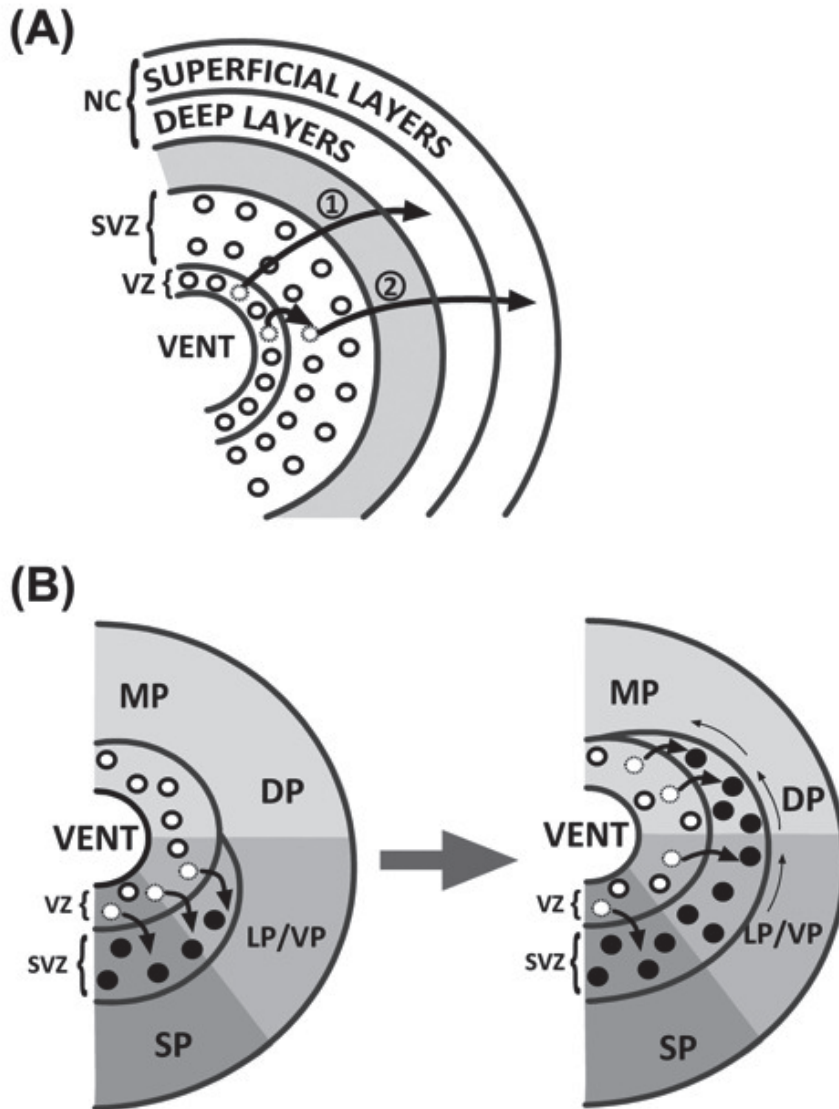 (A)
SUPERFICIAL LAYERS
NC {
DEEP LAYERS
SVZ {
①
VZ {
②
VENT
(B)
MP
DP
VENT
VZ {
LP/VP
SVZ {
SP
MP
DP
VENT
VZ {
LP/VP
SVZ {
SP